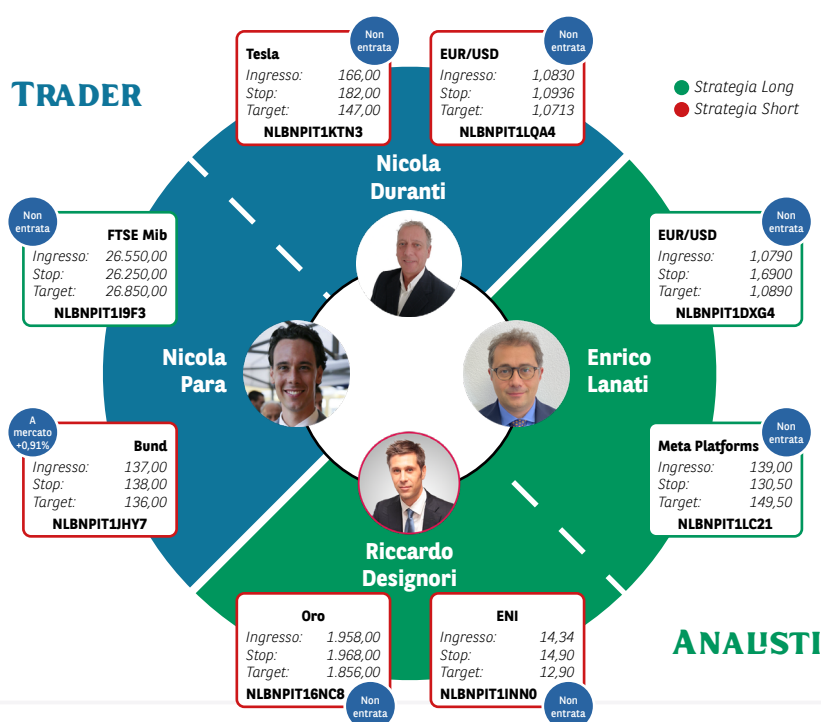 TRADER
Non
entrata
Tesla
Ingresso: 166,00
Stop: 182,00
Target: 147,00
NLBNPIT1KTN3
Non
entrata
EUR/USD
Ingresso: 1,0830
Stop: 1,0936
Target: 1,0713
NLBNPIT1LQA4
Strategia Long
Strategia Short
Nicola
Duranti
Non
entrata
FTSE Mib
Ingresso: 26.550,00
Stop: 26.250,00
Target: 26.850,00
NLBNPIT1I9F3
Non
entrata
EUR/USD
Ingresso: 1,0790
Stop: 1,6900
Target: 1,0890
NLBNPIT1DXG4
Nicola
Para
Enrico
Lanati
A
mercato
+0,91%
Bund
Ingresso: 137,00
Stop: 138,00
Target: 136,00
NLBNPIT1JHY7
Non
entrata
Meta Platforms
Ingresso: 139,00
Stop: 130,50
Target: 149,50
NLBNPIT1LC21
Riccardo
Designori
Oro
Ingresso: 1.958,00
Stop: 1.968,00
Target: 1.856,00
NLBNPIT16NC8
Non
entrata
ENI
Ingresso: 14,34
Stop: 14,90
Target: 12,90
NLBNPIT1INN0
Non
entrata
ANALISTI